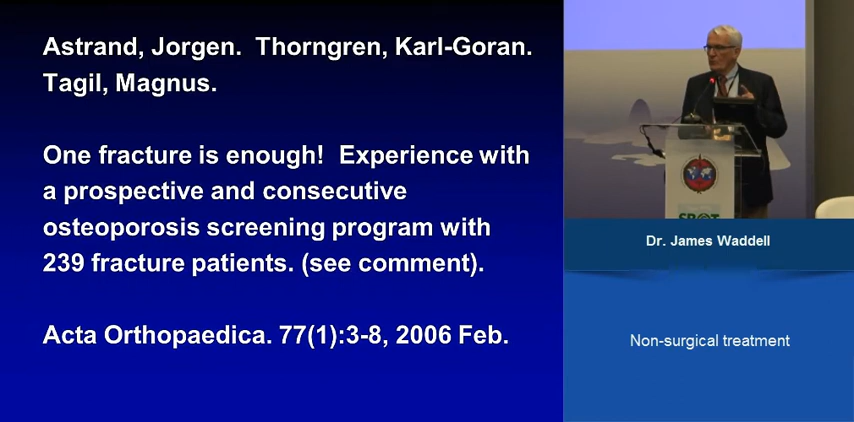 Astrand, Jorgen.  Thorngren, Karl-Goran.
Tagil, Magnus.
One fracture is enough!  Experience with
a prospective and consecutive
osteoporosis screening program with
239 fracture patients. (see comment).
Acta Orthopaedica. 77(1):3-8, 2006 Feb.
SBOT
Dr. James Waddell
Non-surgical treatment